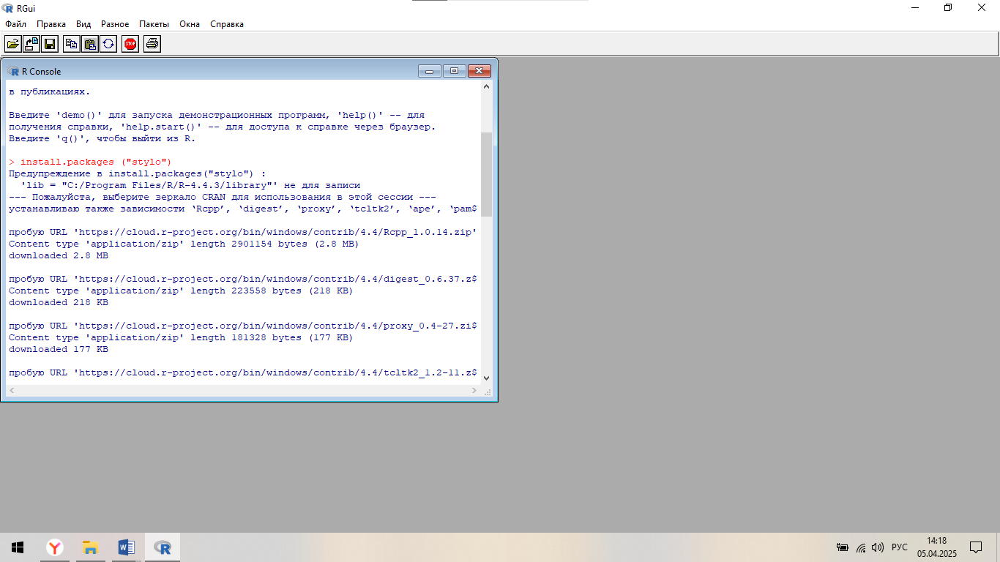 RGui
Файл Правка Вид Разное Пакеты Окна Справка
STOP
R Console
в публикациях.
Введите 'demo()' для запуска демонстрационных программ, 'help()' -- для
получения справки, 'help.start()' -- для доступа к справке через браузер.
Введите 'q()', чтобы выйти из R.
> install.packages ("stylo")
Предупреждение в install.packages("stylo") :
'lib = "C:/Program Files/R/R-4.4.3/library"' не для записи
--- Пожалуйста, выберите зеркало CRAN для использования в этой сессии ---
устанавливаю также зависимости ‘Rcpp’, ‘digest’, ‘proxy’, ‘tcltk2’, ‘ape’, ‘pam$
пробую URL 'https://cloud.r-project.org/bin/windows/contrib/4.4/Rcpp_1.0.14.zip'
Content type 'application/zip' length 2901154 bytes (2.8 MB)
downloaded 2.8 MB
пробую URL 'https://cloud.r-project.org/bin/windows/contrib/4.4/digest_0.6.37.z$
Content type 'application/zip' length 223558 bytes (218 KB)
downloaded 218 KB
пробую URL 'https://cloud.r-project.org/bin/windows/contrib/4.4/proxy_0.4-27.zi$
Content type 'application/zip' length 181328 bytes (177 KB)
downloaded 177 KB
пробую URL 'https://cloud.r-project.org/bin/windows/contrib/4.4/tcltk2_1.2-11.z$
РУС
14:18
05.04.2025